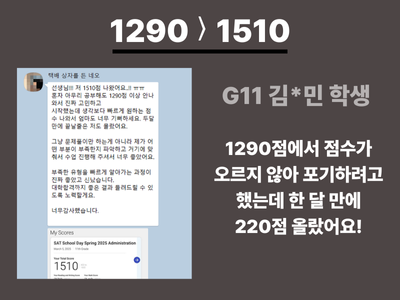 1290 〉 1510
택배 상자를 든 네오
선생님!! 저 1510점 나왔어요..!! ㅠㅠ
혼자 아무리 공부해도 1290점 이상 안나
와서 진짜 고민하고
시작했는데 생각보다 빠르게 원하는 점
수 나와서 엄마도 너무 기뻐하세요. 두달
만에 끝날줄은 저도 몰랐어요.
그냥 문제풀이만 하는게 아니라 제가 어
떤 부분이 부족한지 파악하고 거기에 맞
춰서 수업 진행해 주셔서 너무 좋았어요.
부족한 유형을 빠르게 알아가는 과정이
진짜 좋았고 신났습니다.
대학합격까지 좋은 결과 들려드릴 수 있
도록 노력할게요.
너무감사했습니다.
My Scores
SAT School Day Spring 2025 Administration
1510
G11 김*민 학생
1290점에서 점수가
오르지 않아 포기하려고
했는데 한 달 만에
220점 올랐어요!